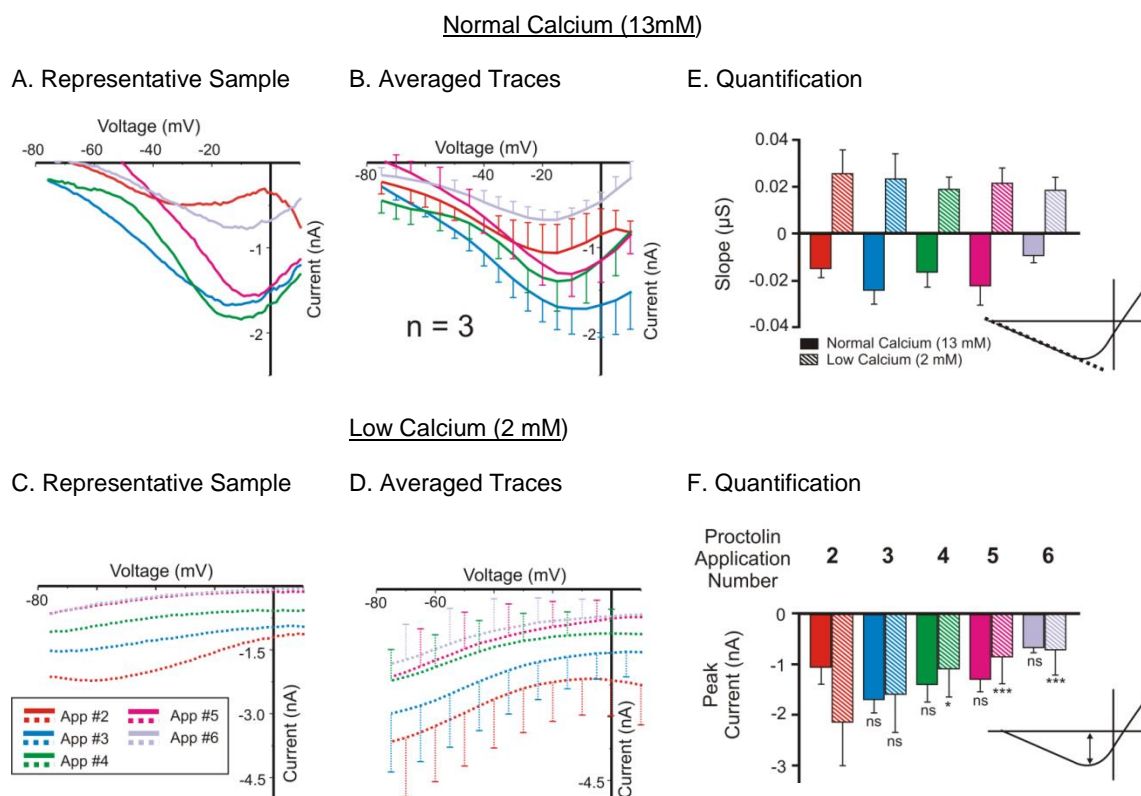 Normal Calcium (13mM)
A. Representative Sample
B. Averaged Traces
E. Quantification
Voltage (mV)
-80
-60
-40
-20
-1
-2
Current (nA)
Voltage (mV)
-80
-60
-20
-1
-2
Current (nA)
n = 3
0.04
0.02
0
-0.02
-0.04
Slope (µS)
Normal Calcium (13 mM)
Low Calcium (2 mM)
Low Calcium (2 mM)
C. Representative Sample
D. Averaged Traces
F. Quantification
Voltage (mV)
-80
-1.5
-3.0
-4.5
Current (nA)
App #2
App #5
App #3
App #6
App #4
Voltage (mV)
-80
-60
-4.5
Current (nA)
Proctolin
Application
Number
2 3 4 5 6
0
-1
-2
-3
Peak
Current (nA)
ns
ns
ns
*
ns
***
ns
***